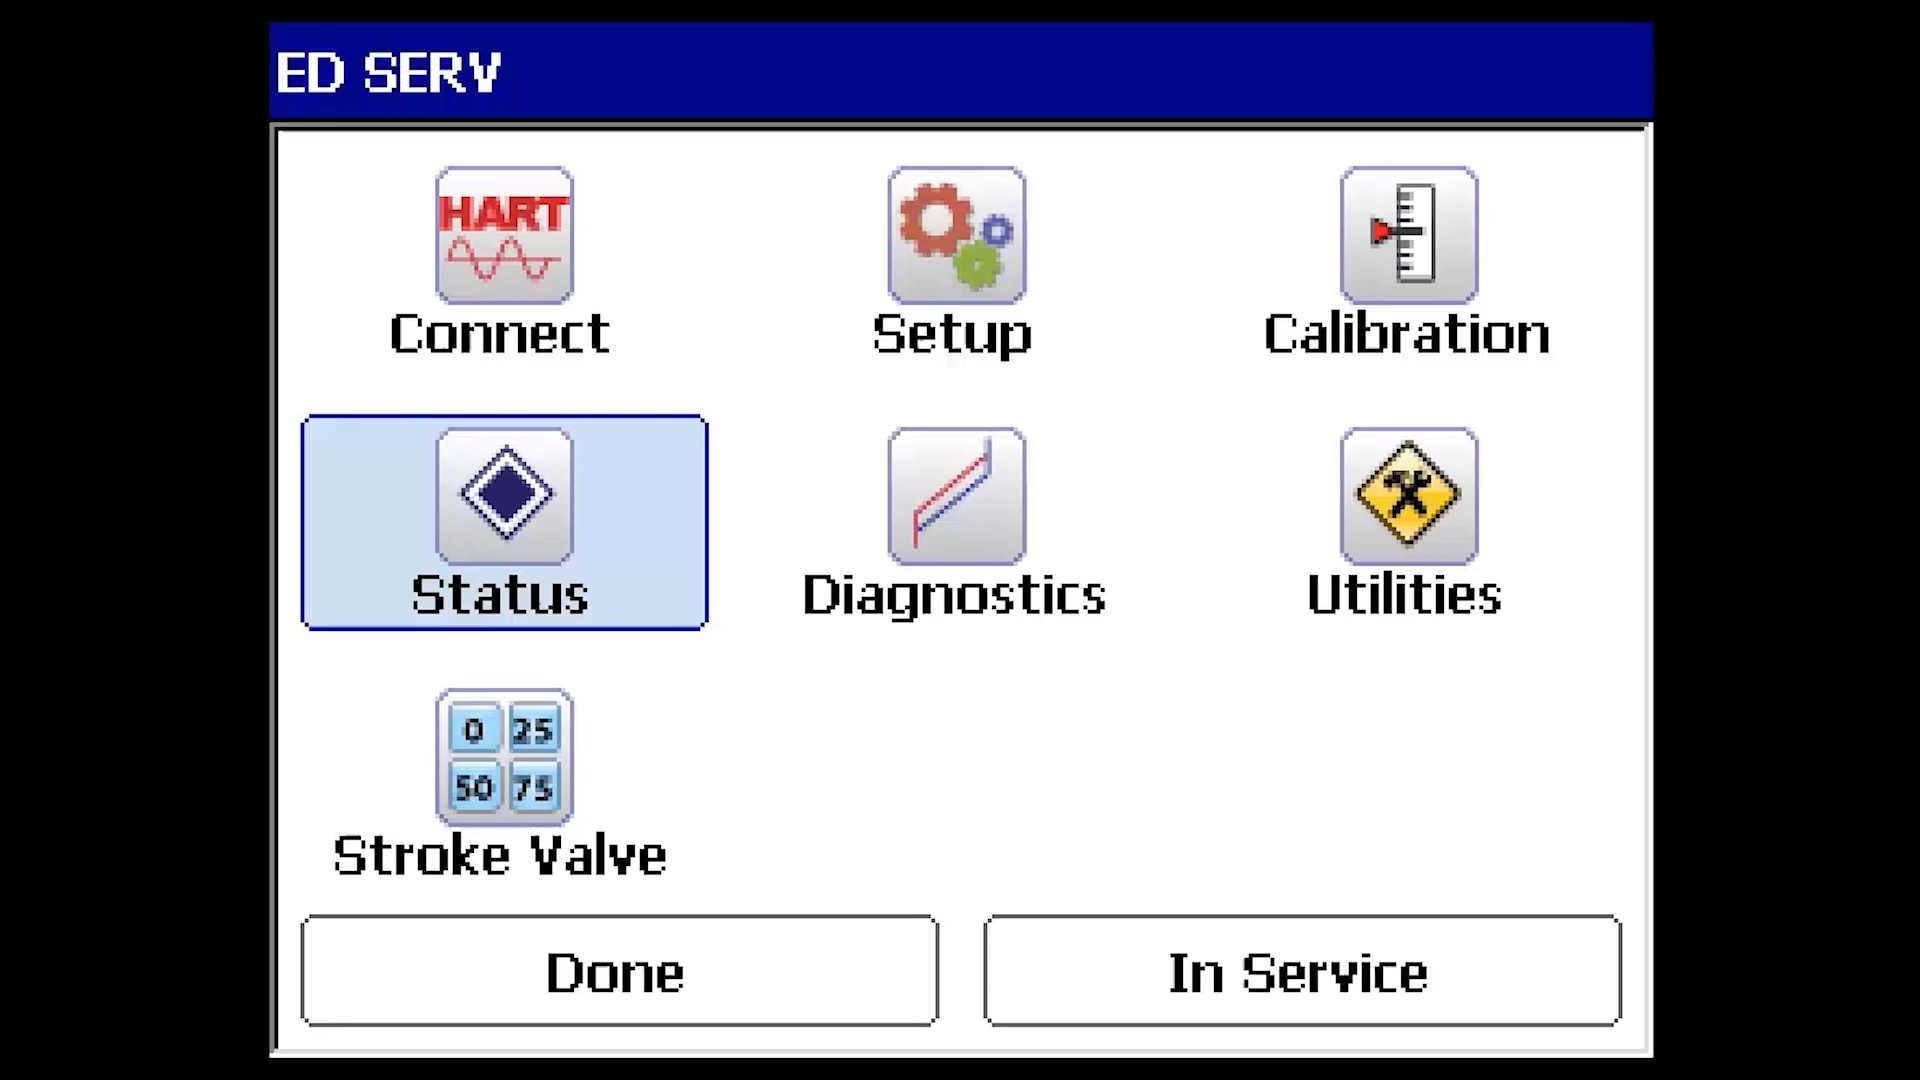 ED SERV
HART
Connect
Setup
Calibration
Status
Diagnostics
Utilities
0 25
50 75
Stroke Valve
Done
In Service